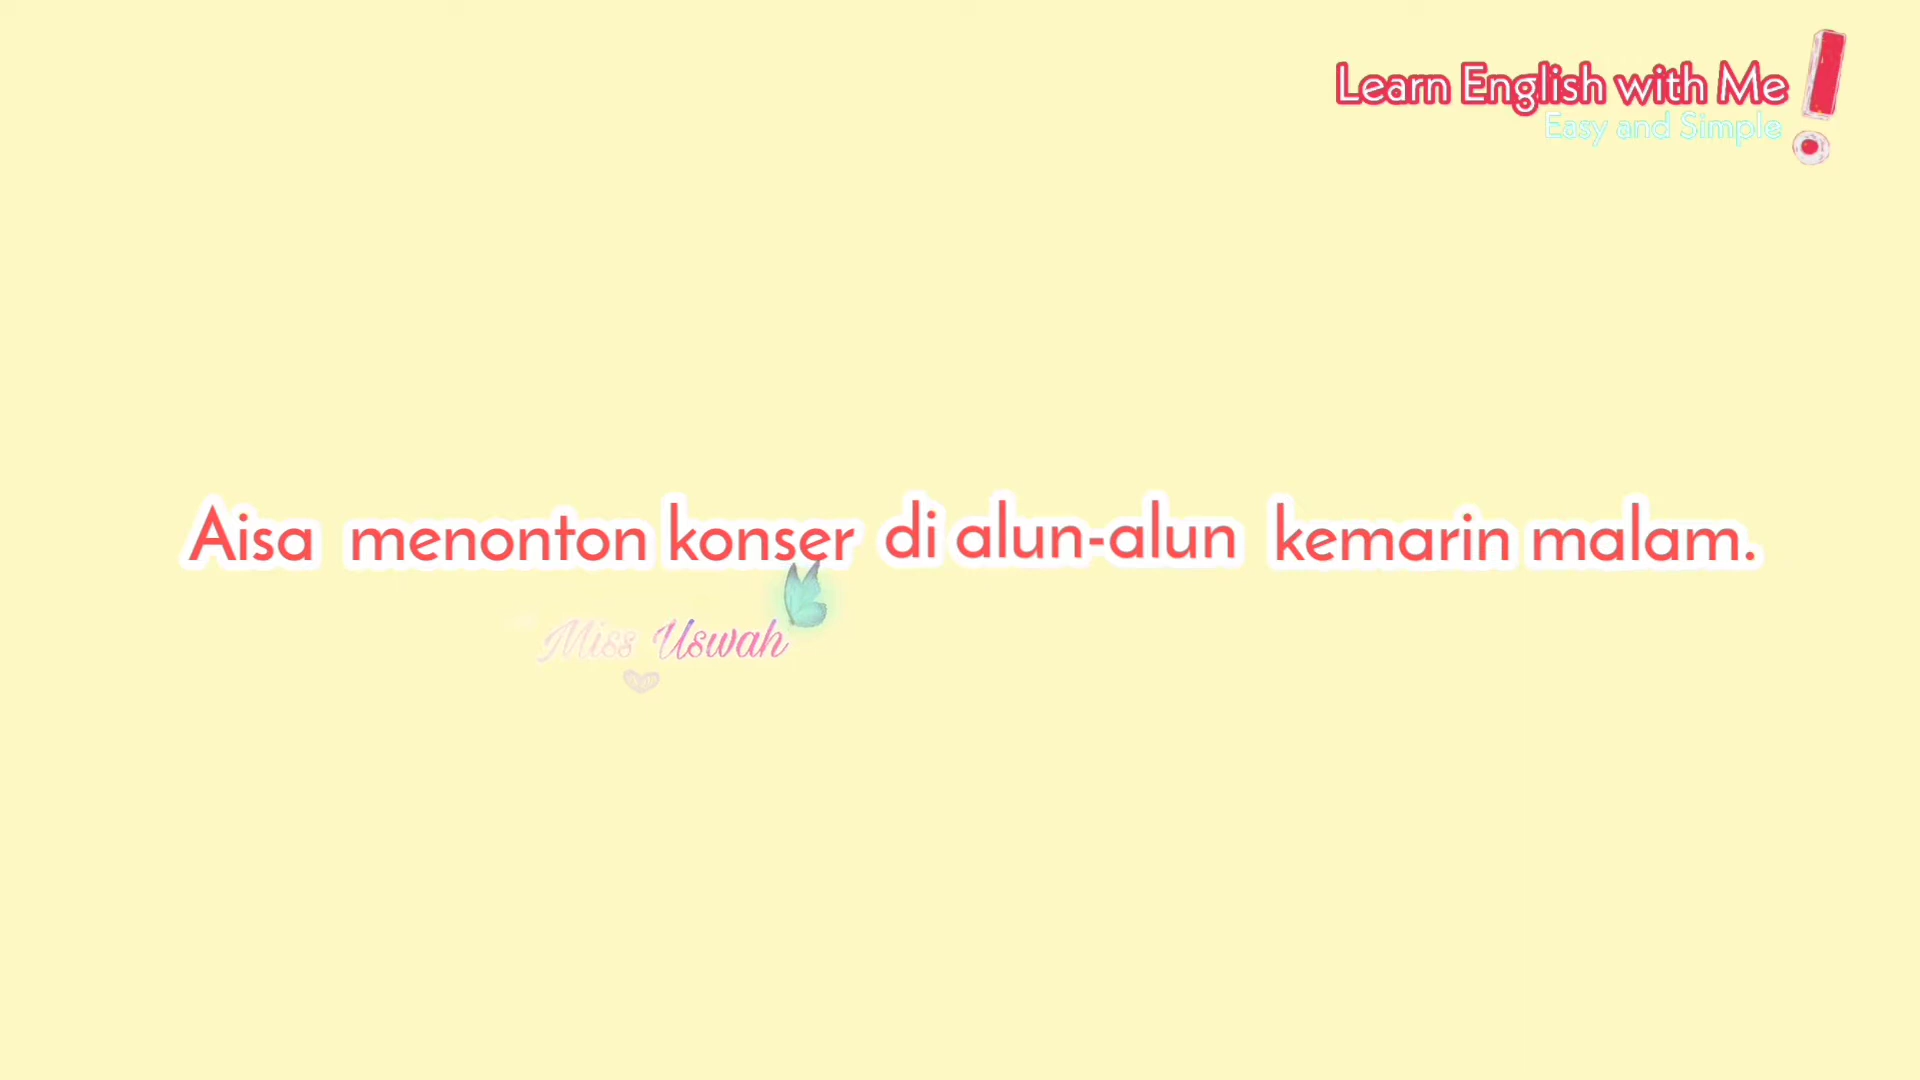 Learn English with Me
Easy and Simple
Aisa menonton konser di alun-alun kemarin malam.
Miss Uswah